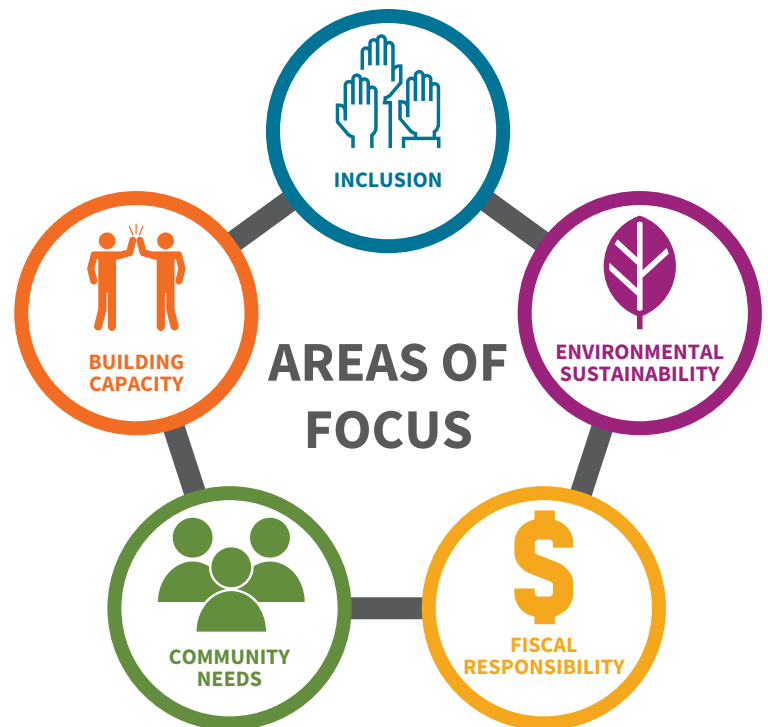 INCLUSION
ENVIRONMENTAL
SUSTAINABILITY
BUILDING
CAPACITY
AREAS OF
FOCUS
FISCAL
RESPONSIBILITY
COMMUNITY
NEEDS